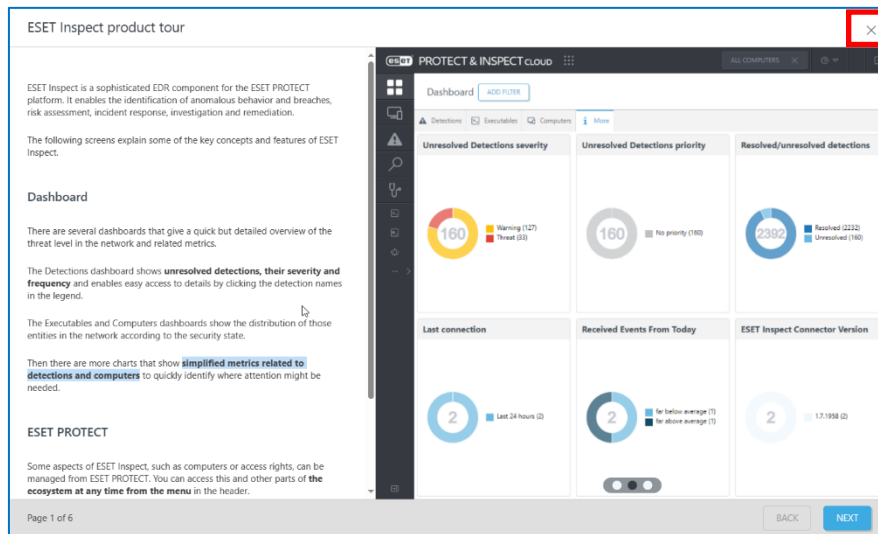 ESET Inspect product tour
ESET Inspect is a sophisticated EDR component for the ESET PROTECT
platform. It enables the identification of anomalous behavior and breaches,
risk assessment, incident response, investigation and remediation.
The following screens explain some of the key concepts and features of ESET
Inspect.
Dashboard
There are several dashboards that give a quick but detailed overview of the
threat level in the network and related metrics.
The Detections dashboard shows unresolved detections, their severity and
frequency and enables easy access to details by clicking the detection names
in the legend.
The Executables and Computers dashboards show the distribution of those
entities in the network according to the security state.
Then there are more charts that show simplified metrics related to
detections and computers to quickly identify where attention might be
needed.
ESET PROTECT
Some aspects of ESET Inspect, such as computers or access rights, can be
managed from ESET PROTECT. You can access this and other parts of the
ecosystem at any time from the menu in the header.
eset PROTECT & INSPECT CLOUD
ALL COMPUTERS
Dashboard ADD FILTER
Detections Executables Computers More
Unresolved Detections severity
160
Warning (127)
Threat (33)
Unresolved Detections priority
160
No priority (160)
Resolved/unresolved detections
2392
Resolved (2232)
Unresolved (160)
Last connection
2
Last 24 hours (2)
Received Events From Today
2
far below average (1)
far above average (1)
ESET Inspect Connector Version
2
1.7.1958 (2)
Page 1 of 6
BACK
NEXT